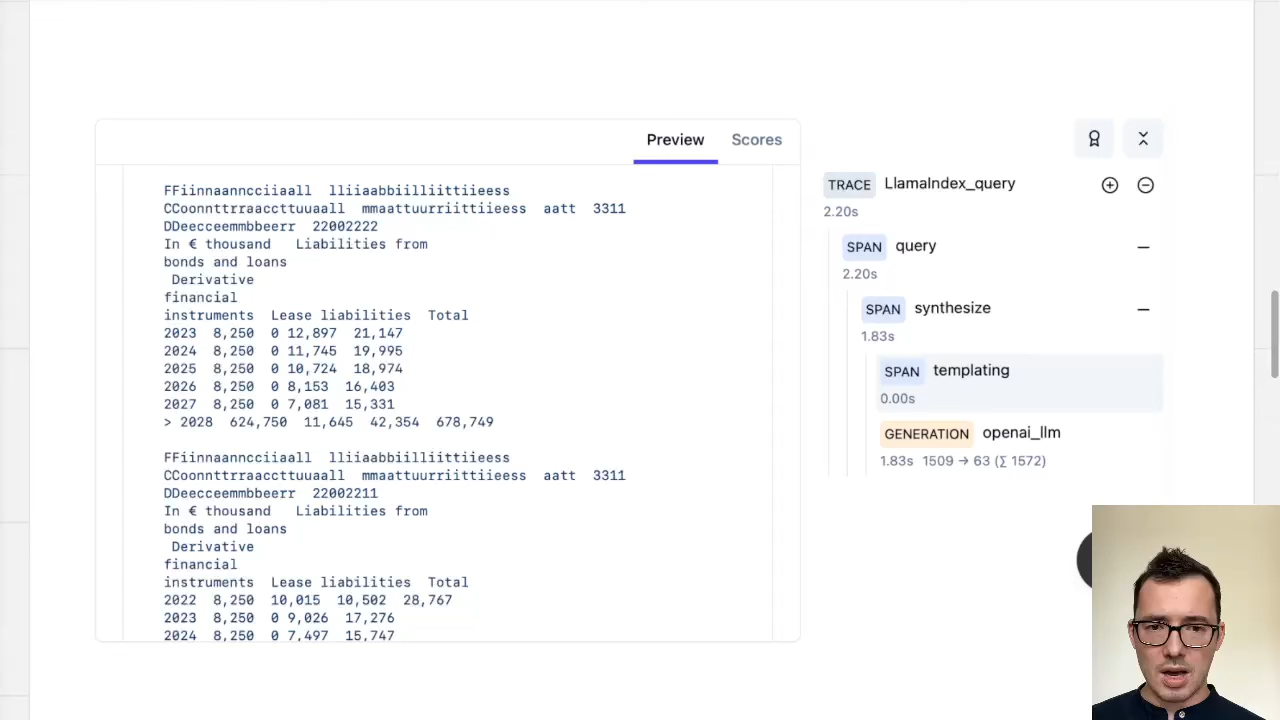 Preview Scores
FFiinnaanncciiaall lliiaabbiilliittiieess
CCoonnttrraaccttuuaall mmaattuurriittiieess aatt 3311
DDeecceemmbbeerr 22002222
In € thousand Liabilities from
bonds and loans
Derivative
financial
instruments Lease liabilities Total
2023 8,250 0 12,897 21,147
2024 8,250 0 11,745 19,995
2025 8,250 0 10,724 18,974
2026 8,250 0 8,153 16,403
2027 8,250 0 7,081 15,331
> 2028 624,750 11,645 42,354 678,749
FFiinnaanncciiaall lliiaabbiilliittiieess
CCoonnttrraaccttuuaall mmaattuurriittiieess aatt 3311
DDeecceemmbbeerr 22002211
In € thousand Liabilities from
bonds and loans
Derivative
financial
instruments Lease liabilities Total
2022 8,250 10,015 10,502 28,767
2023 8,250 0 9,026 17,276
2024 8,250 0 7,497 15,747
TRACE LlamaIndex_query
2.20s
SPAN query
2.20s
SPAN synthesize
1.83s
SPAN templating
0.00s
GENERATION openai_llm
1.83s 1509 → 63 (∑ 1572)